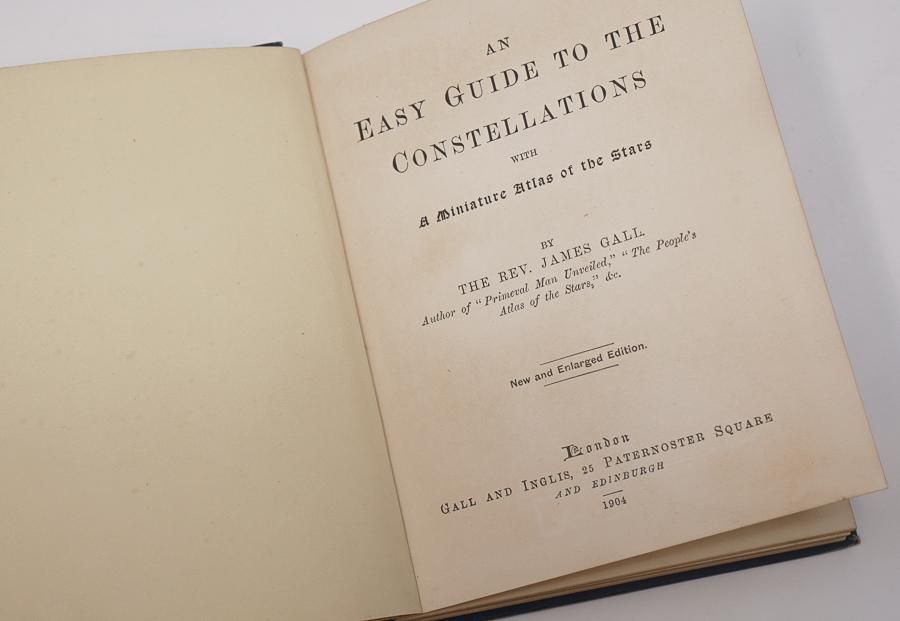 AN
EASY GUIDE TO THE
CONSTELLATIONS
WITH
A Miniature Atlas of the Stars
BY
THE REV. JAMES GALL.
Author of "Primeval Man Unveiled," "The People's
Atlas of the Stars," &c.
New and Enlarged Edition.
London
GALL AND INGLIS, 25 PATERNOSTER SQUARE
AND EDINBURGH
1904